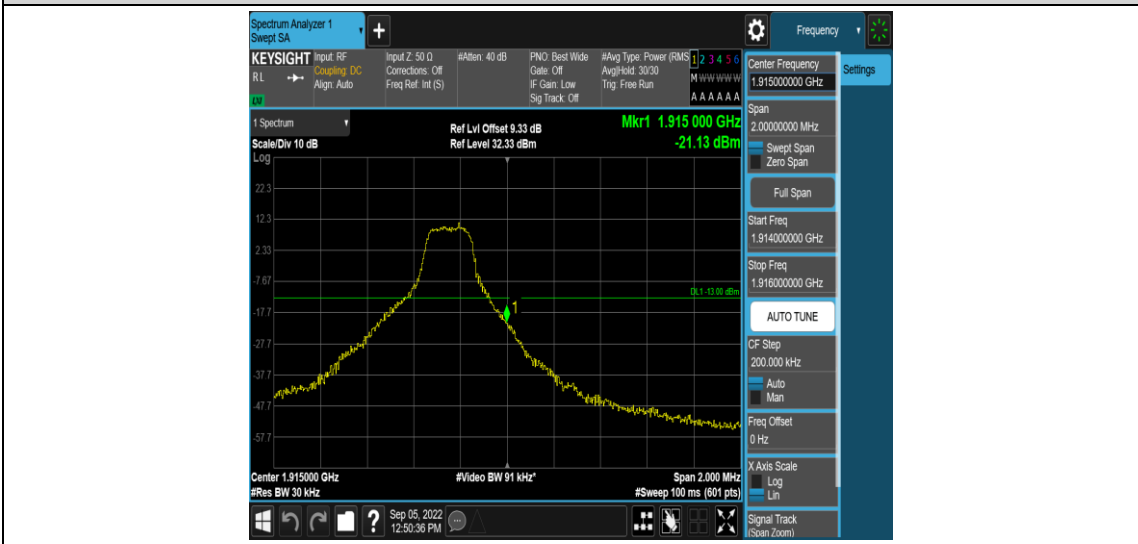 Spectrum Analyzer 1
Swept SA
+
Frequency
KEYSIGHT
RL
LXI
Input: RF
Coupling: DC
Align: Auto
Input Z: 50 Ω
Corrections: Off
Freq Ref: Int (S)
#Atten: 40 dB
PNO: Best Wide
Gate: Off
IF Gain: Low
Sig Track: Off
#Avg Type: Power (RMS
Avg|Hold: 30/30
Trig: Free Run
1 2 3 4 5 6
M W W W W W
A A A A A A
1 Spectrum
Scale/Div 10 dB
Log
Ref Lvl Offset 9.33 dB
Ref Level 32.33 dBm
Mkr1 1.915 000 GHz
-21.13 dBm
22.3
12.3
2.33
-7.67
-17.7
-27.7
-37.7
-47.7
-57.7
DL1 -13.00 dBm
1
Center 1.915000 GHz
#Res BW 30 kHz
#Video BW 91 kHz*
Span 2.000 MHz
#Sweep 100 ms (601 pts)
Center Frequency
1.915000000 GHz
Settings
Span
2.00000000 MHz
Swept Span
Zero Span
Full Span
Start Freq
1.914000000 GHz
Stop Freq
1.916000000 GHz
AUTO TUNE
CF Step
200.000 kHz
Auto
Man
Freq Offset
0 Hz
X Axis Scale
Log
Lin
Signal Track
(Span Zoom)
?
Sep 05, 2022
12:50:36 PM